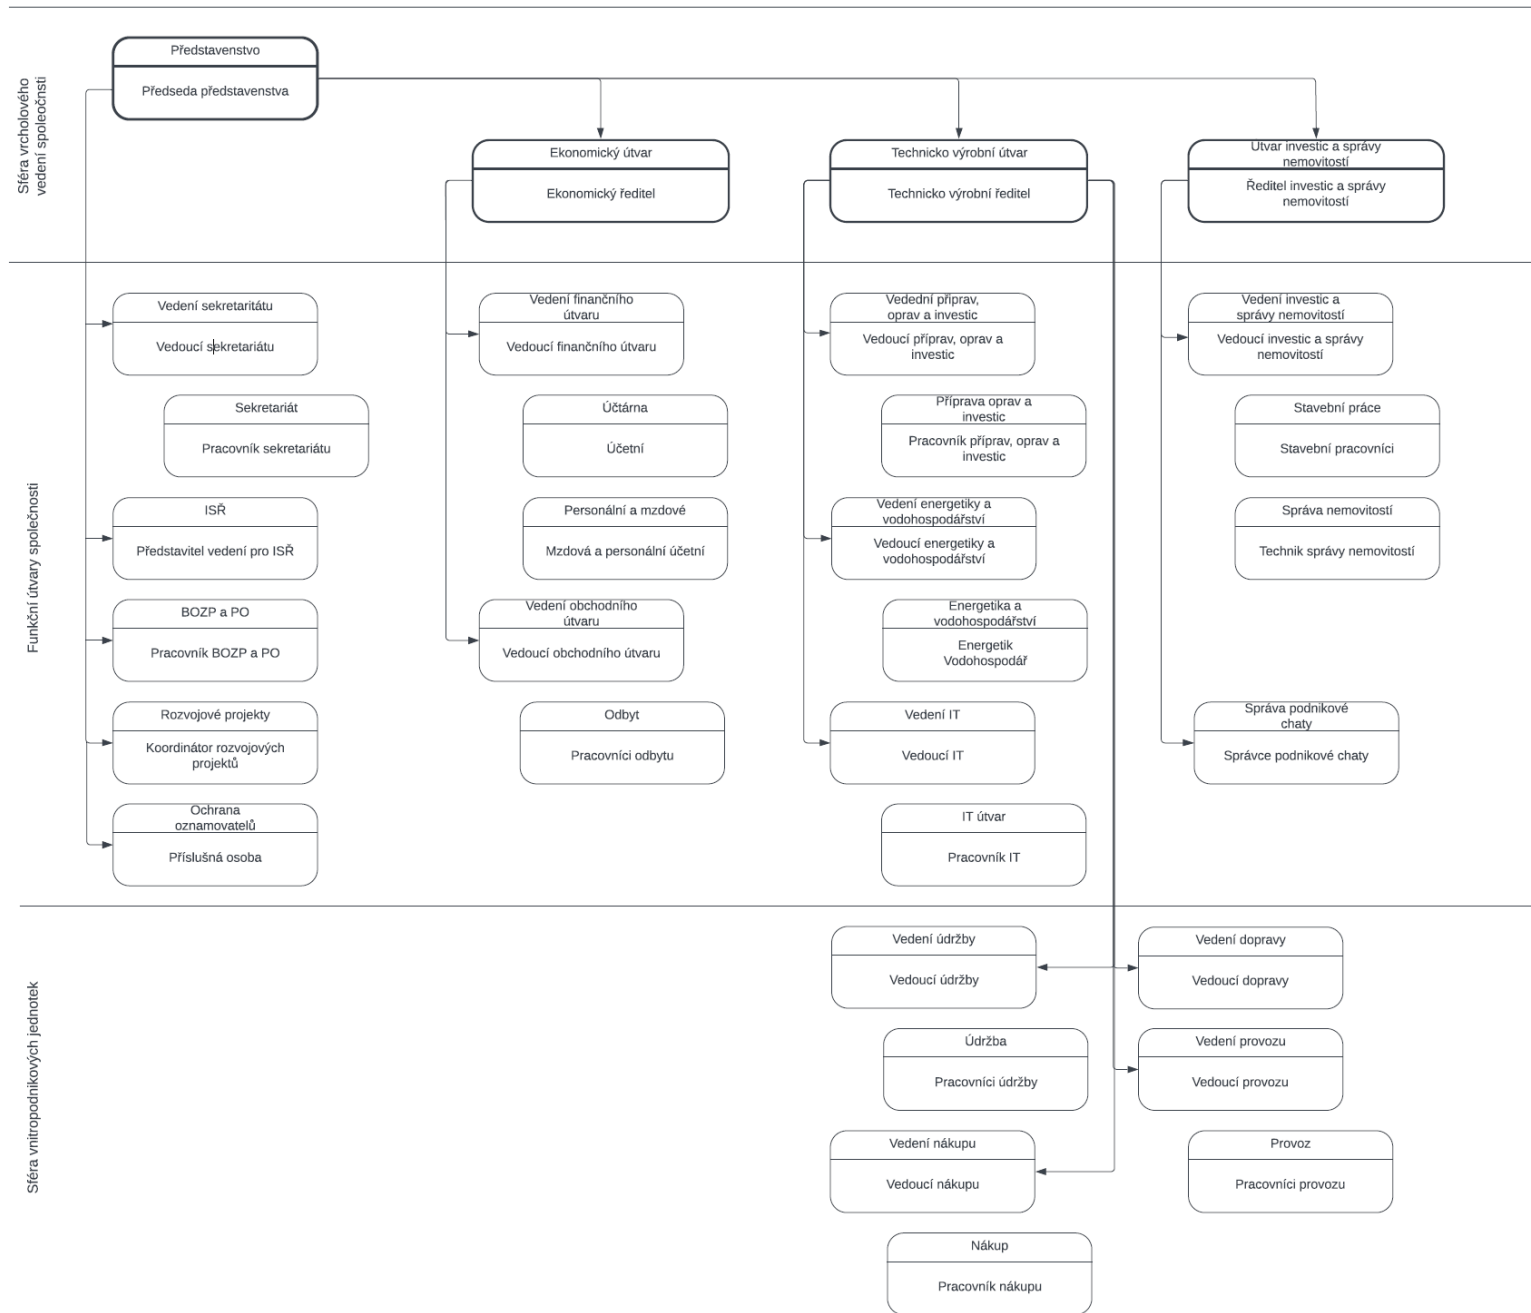 Sféra vrcholového
vedení spoleočnsti
Představenstvo
Předseda představenstva
Ekonomický útvar
Ekonomický ředitel
Technicko výrobní útvar
Technicko výrobní ředitel
Útvar investic a správy
nemovitostí
Ředitel investic a správy
nemovitostí
Funkční útvary společnosti
Vedení sekretaritátu
Vedoucí sekretariátu
Sekretariát
Pracovník sekretariátu
ISŘ
Představitel vedení pro ISŘ
BOZP a PO
Pracovník BOZP a PO
Rozvojové projekty
Koordinátor rozvojových
projektů
Ochrana
oznamovatelů
Příslušná osoba
Vedení finančního
útvaru
Vedoucí finančního útvaru
Účtárna
Účetní
Personální a mzdové
Mzdová a personální účetní
Vedení obchodního
útvaru
Vedoucí obchodního útvaru
Odbyt
Pracovníci odbytu
Vedední připrav,
oprav a investic
Vedoucí příprav, oprav a
investic
Příprava oprav a
investic
Pracovník příprav, oprav a
investic
Vedení energetiky a
vodohospodářství
Vedoucí energetiky a
vodohospodářství
Energetika a
vodohospodářství
Energetik
Vodohospodář
Vedení IT
Vedoucí IT
IT útvar
Pracovník IT
Vedení investic a
správy nemovitostí
Vedoucí investic a správy
nemovitostí
Stavební práce
Stavební pracovníci
Správa nemovitostí
Technik správy nemovitostí
Správa podnikové
chaty
Správce podnikové chaty
Sféra vnitropodnikových jednotek
Vedení údržby
Vedoucí údržby
Údržba
Pracovníci údržby
Vedení nákupu
Vedoucí nákupu
Nákup
Pracovník nákupu
Vedení dopravy
Vedoucí dopravy
Vedení provozu
Vedoucí provozu
Provoz
Pracovníci provozu